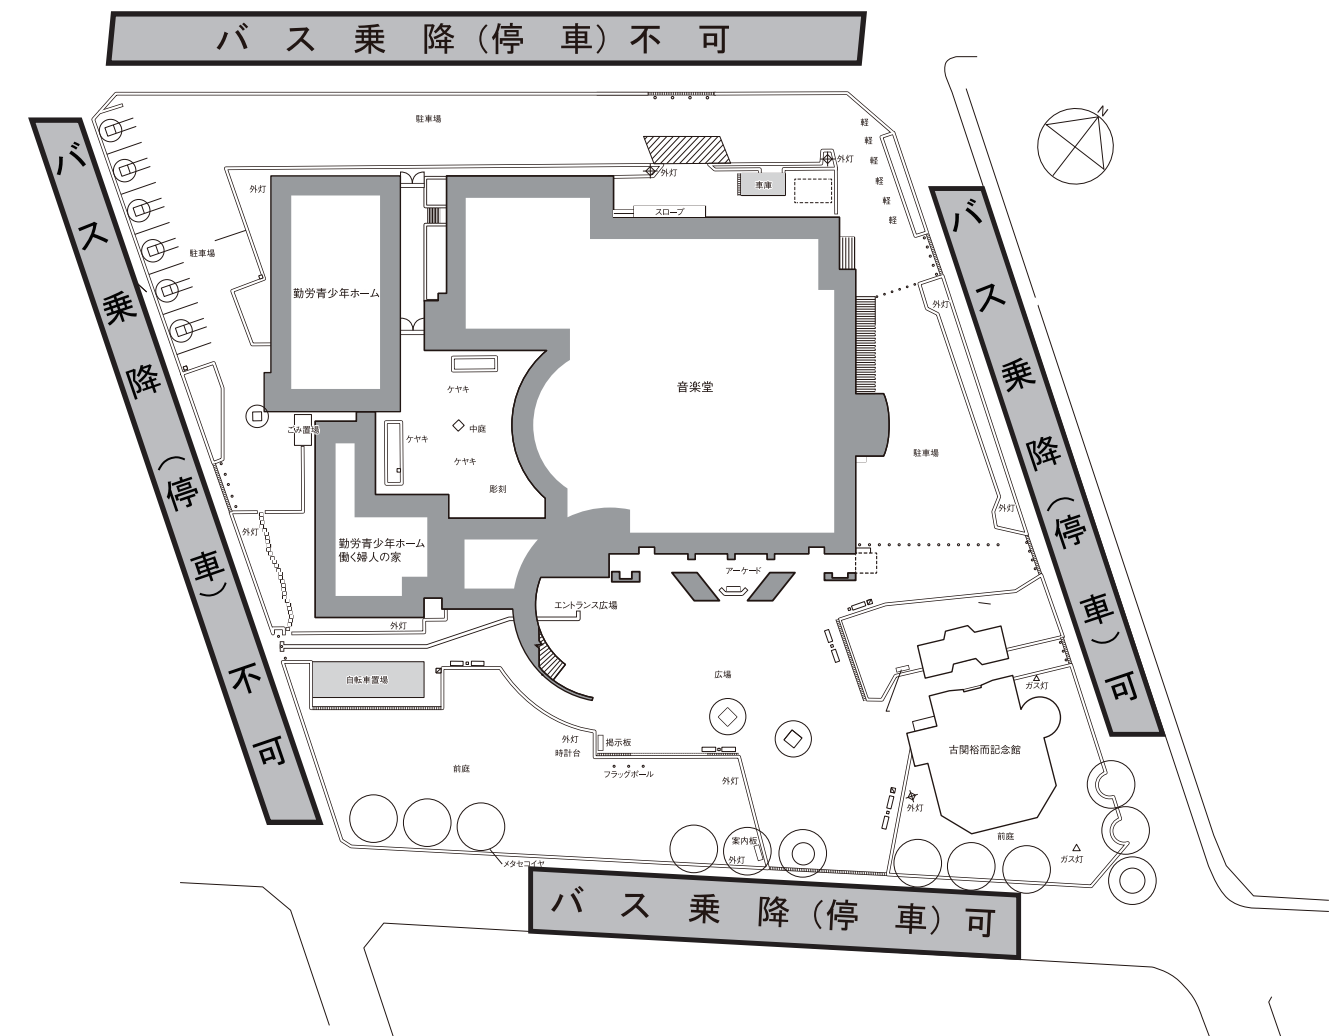 バス乗降(停車)不可
N
駐車場
軽
軽
軽
軽
軽
軽
外灯
外灯
車庫
外灯
スロープ
バス乗降(停車)不可
駐車場
勤労青少年ホーム
バス乗降(停車)可
外灯
音楽堂
ケヤキ
ごみ置場
中庭
ケヤキ
ケヤキ
駐車場
彫刻
外灯
外灯
勤労青少年ホーム
働く婦人の家
アーケード
エントランス広場
外灯
広場
自転車置場
ガス灯
外灯
掲示板
時計台
古関裕而記念館
フラッグポール
前庭
外灯
外灯
前庭
案内板
外灯
ガス灯
メタセコイヤ
バス乗降(停車)可